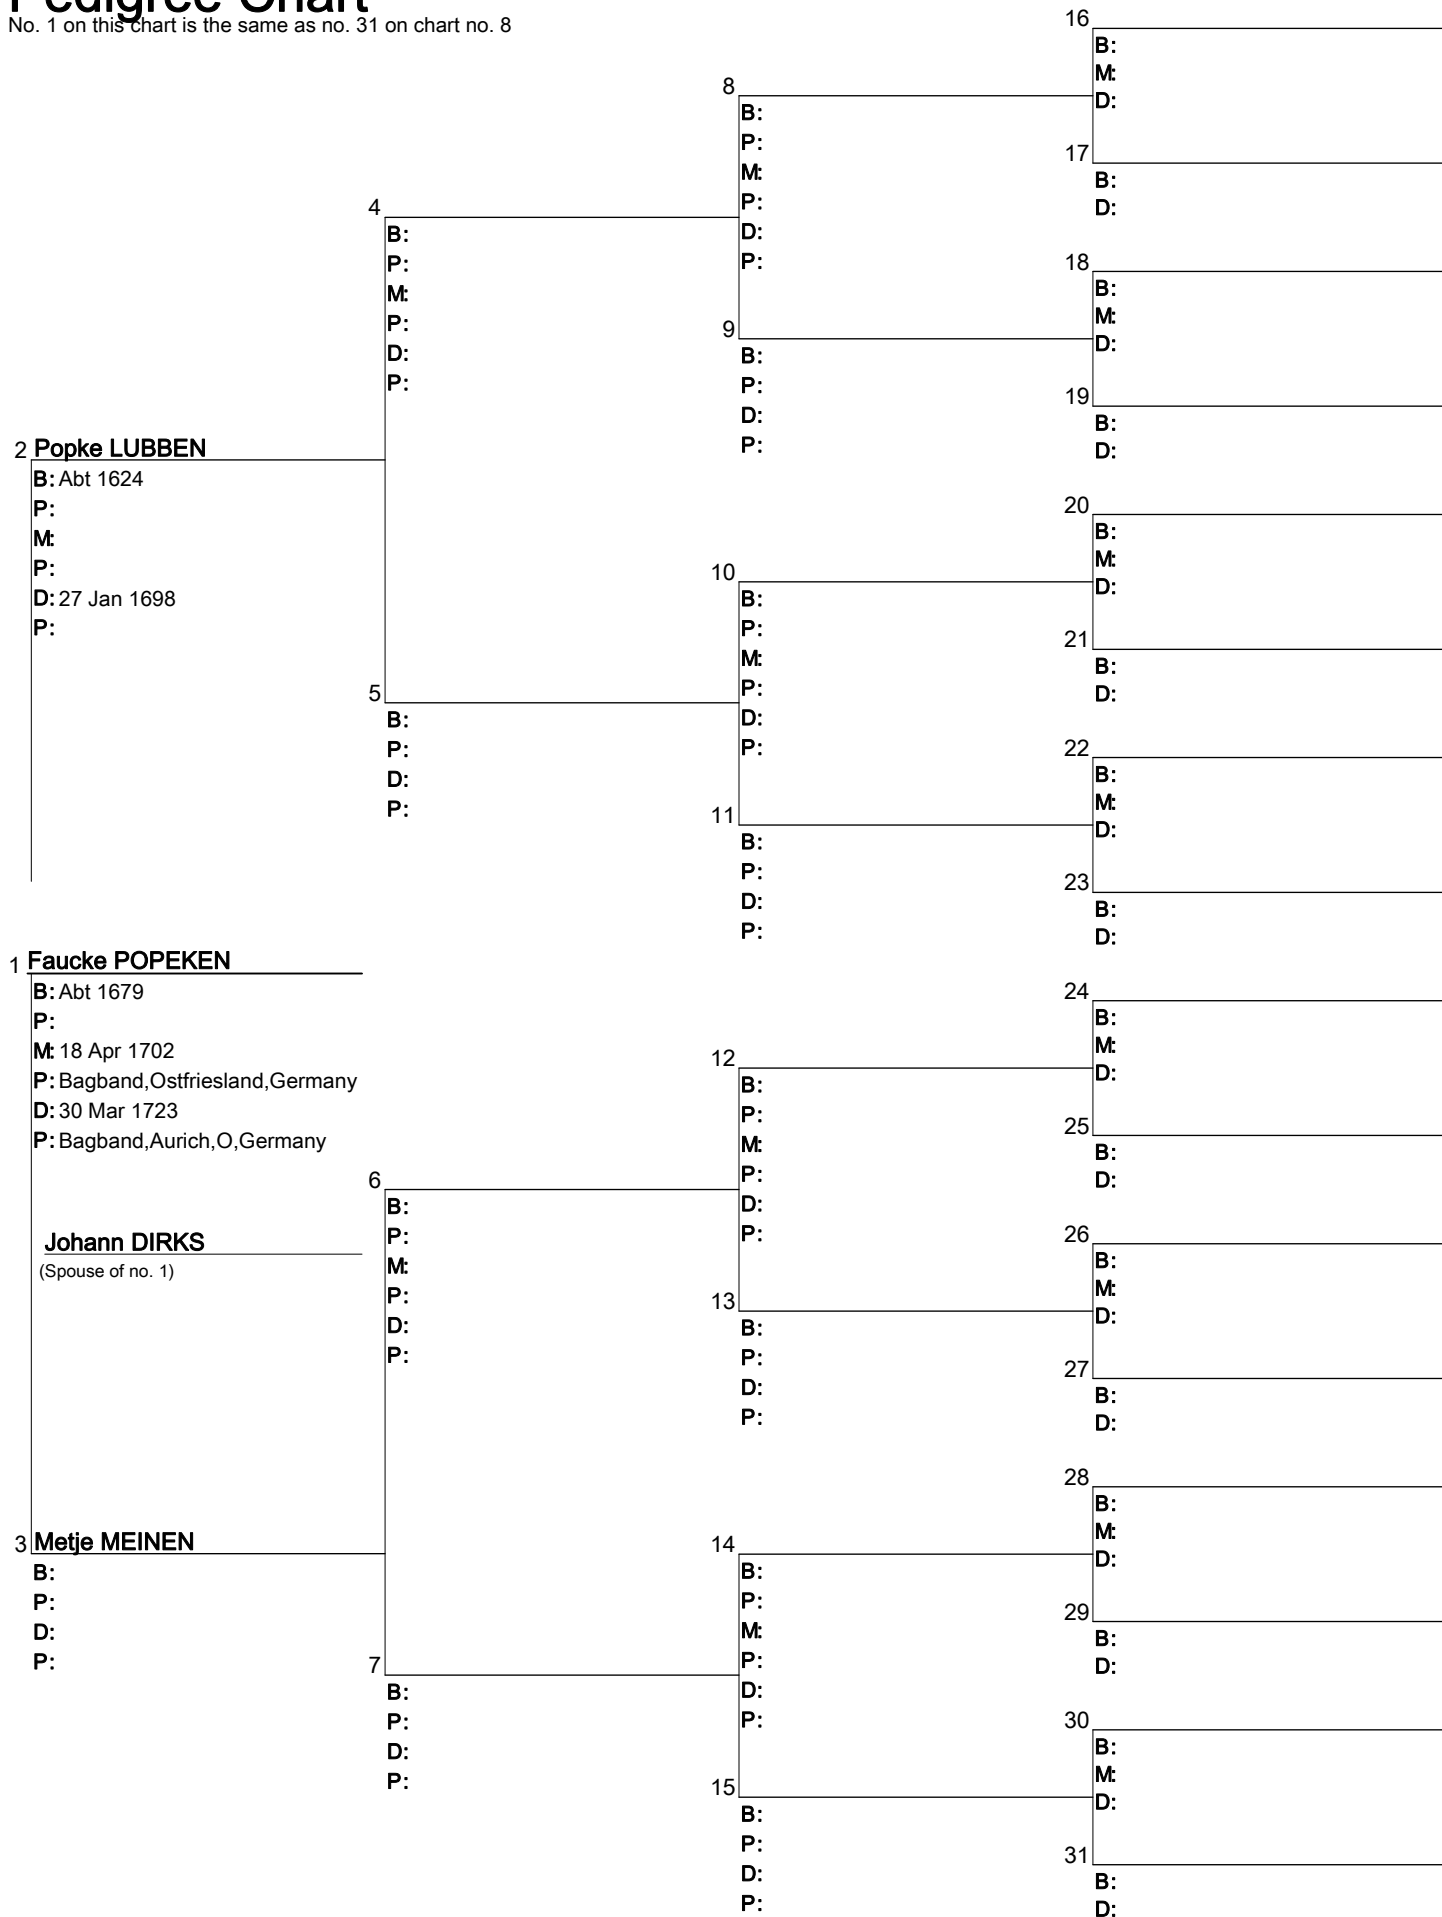 Pedigree Chart
No. 1 on this chart is the same as no. 31 on chart no. 8
2 Popke LUBBEN
B: Abt 1624
P:
M:
P:
D: 27 Jan 1698
P:
1 Faucke POPEKEN
B: Abt 1679
P:
M: 18 Apr 1702
P: Bagband,Ostfriesland,Germany
D: 30 Mar 1723
P: Bagband,Aurich,O,Germany
Johann DIRKS
(Spouse of no. 1)
3 Metje MEINEN
B:
P:
D:
P:
4
B:
P:
M:
P:
D:
P:
5
B:
P:
D:
P:
6
B:
P:
M:
P:
D:
P:
7
B:
P:
D:
P:
8
B:
P:
M:
P:
D:
P:
9
B:
P:
D:
P:
10
B:
P:
M:
P:
D:
P:
11
B:
P:
D:
P:
12
B:
P:
M:
P:
D:
P:
13
B:
P:
D:
P:
14
B:
P:
M:
P:
D:
P:
15
B:
P:
D:
P:
16
B:
M:
D:
17
B:
D:
18
B:
M:
D:
19
B:
D:
20
B:
M:
D:
21
B:
D:
22
B:
M:
D:
23
B:
D:
24
B:
M:
D:
25
B:
D:
26
B:
M:
D:
27
B:
D:
28
B:
M:
D:
29
B:
D:
30
B:
M:
D:
31
B:
D: